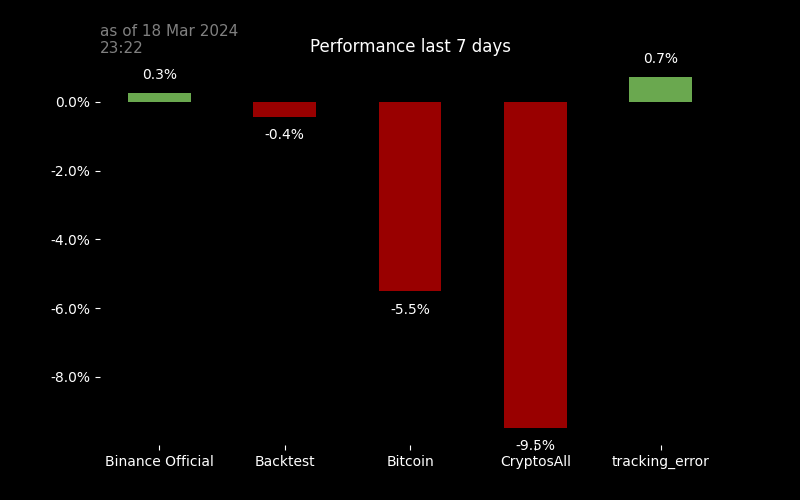 as of 18 Mar 2024
23:22
Performance last 7 days
0.3%
0.7%
0.0%
-0.4%
-2.0%
-4.0%
-6.0%
-5.5%
-8.0%
-9.5%
Binance Official
Backtest
Bitcoin
CryptosAll
tracking_error